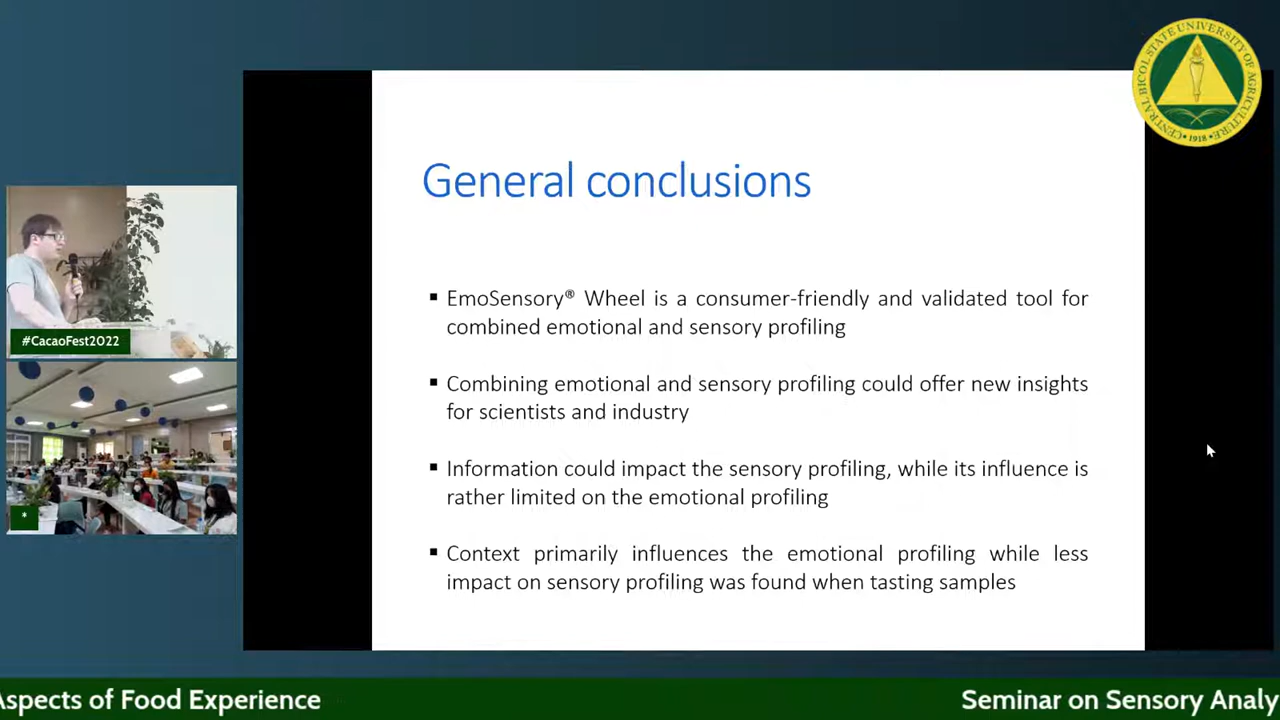 CENTRAL BICOL STATE UNIVERSITY OF AGRICULTURE
• 1918 •
General conclusions
▪ EmoSensory® Wheel is a consumer-friendly and validated tool for
combined emotional and sensory profiling
▪ Combining emotional and sensory profiling could offer new insights
for scientists and industry
▪ Information could impact the sensory profiling, while its influence is
rather limited on the emotional profiling
▪ Context primarily influences the emotional profiling while less
impact on sensory profiling was found when tasting samples
#CacaoFest2022
*
Aspects of Food Experience
Seminar on Sensory Analy